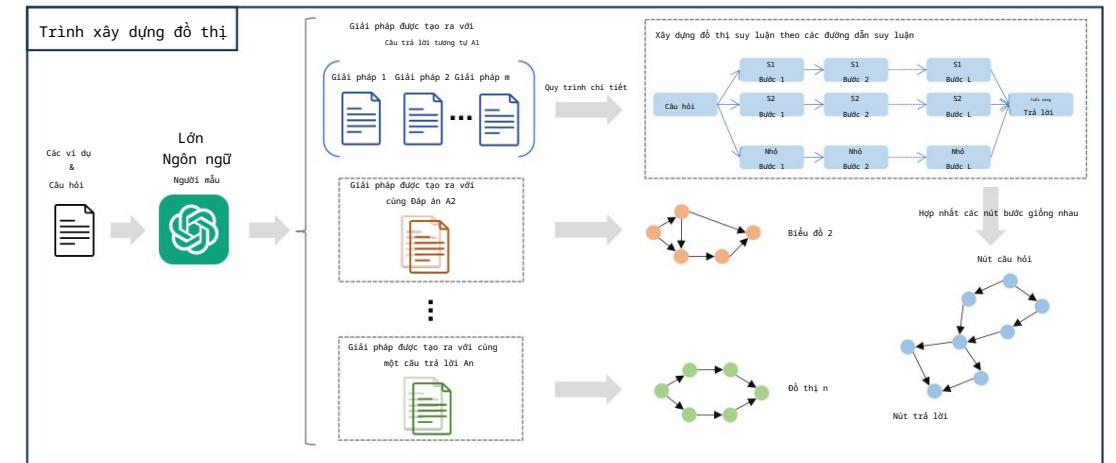 Trình xây dựng đồ thị
Các ví dụ
&
Câu hỏi
Lớn
Ngôn ngữ
Người mẫu
Giải pháp được tạo ra với
Câu trả lời tương tự A1
Giải pháp 1 Giải pháp 2 Giải pháp m
...
Quy trình chi tiết
Xây dựng đồ thị suy luận theo các đường dẫn suy luận
Câu hỏi
S1
Bước 1
S1
Bước 2
S1
Bước L
S2
Bước 1
S2
Bước 2
S2
Bước L
Nhỏ
Bước 1
Nhỏ
Bước 2
Nhỏ
Bước L
Cuối cùng
Trả lời
Giải pháp được tạo ra với
cùng Đáp án A2
Biểu đồ 2
Hợp nhất các nút bước giống nhau
Nút câu hỏi
Giải pháp được tạo ra với cùng
một câu trả lời An
Đồ thị n
Nút trả lời